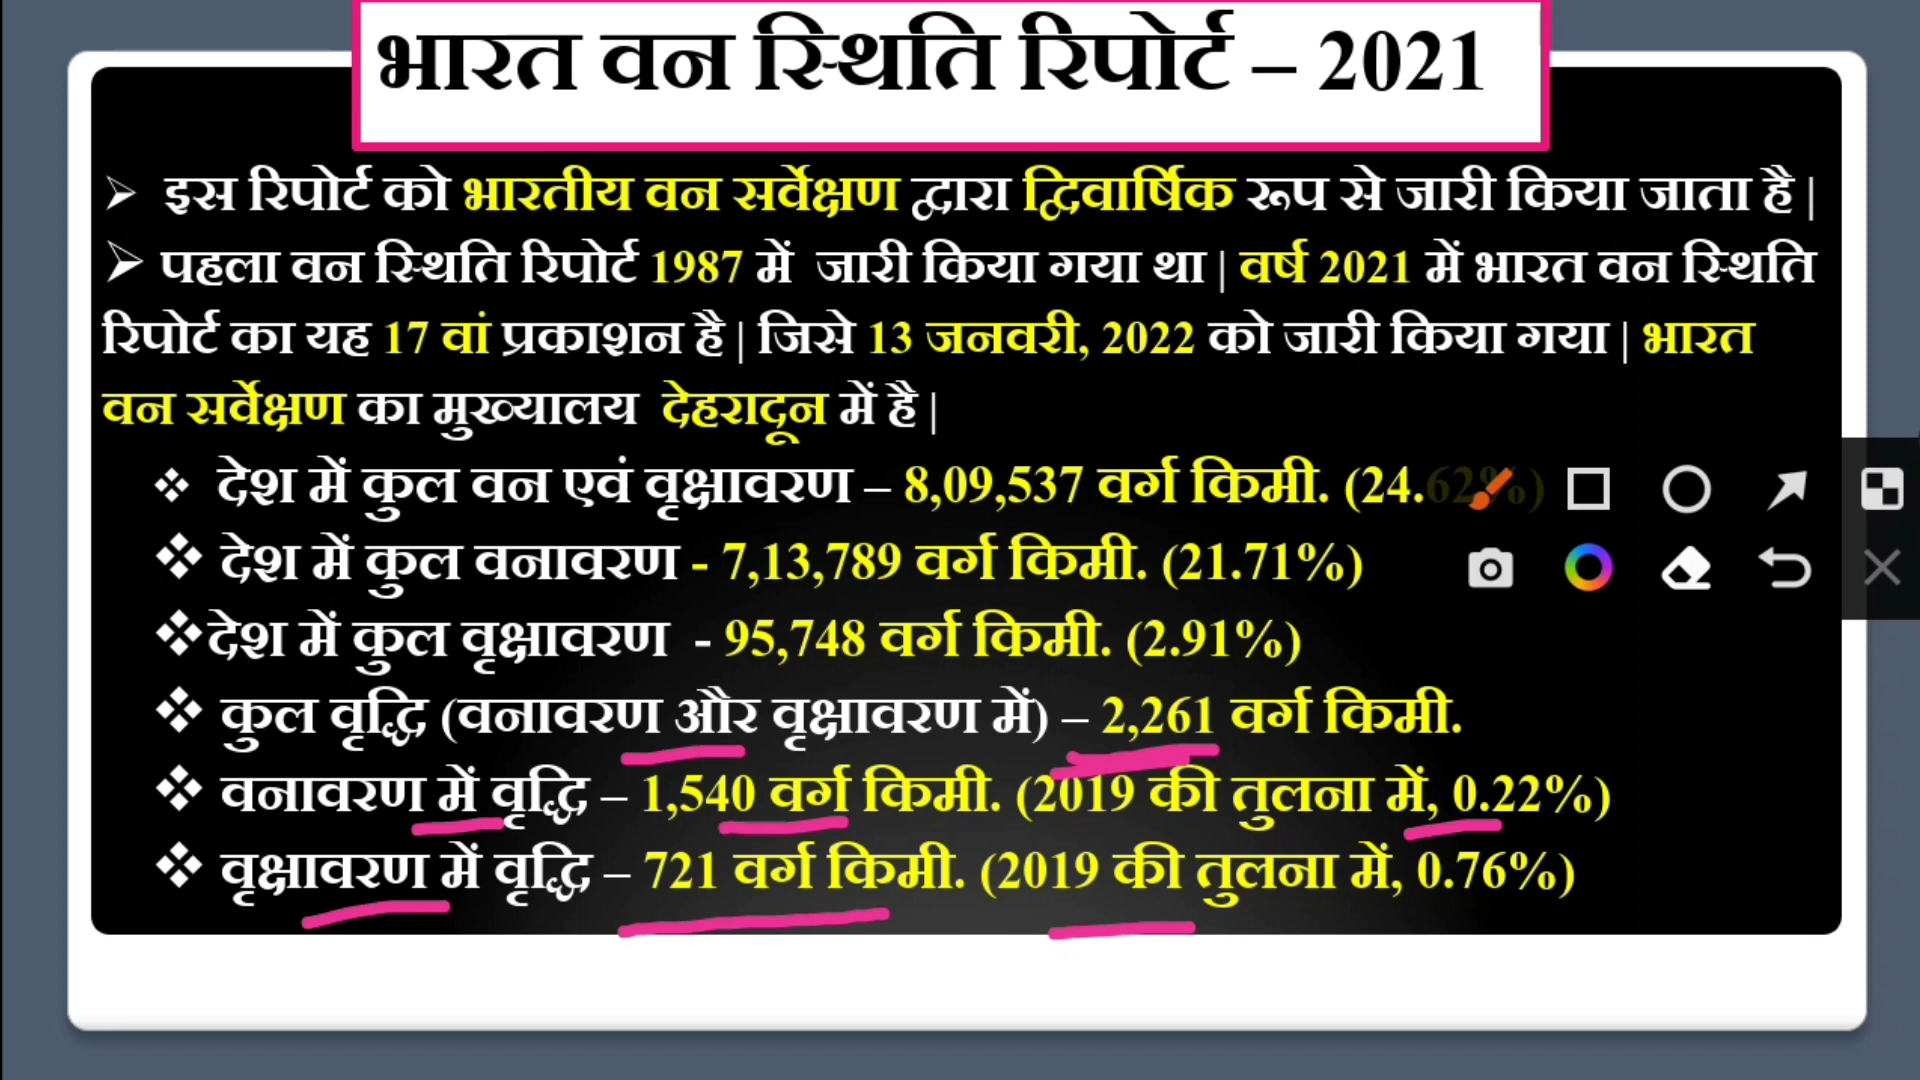 भारत वन स्थिति रिपोर्ट – 2021
➢ इस रिपोर्ट को भारतीय वन सर्वेक्षण द्वारा द्विवार्षिक रूप से जारी किया जाता है |
➢ पहला वन स्थिति रिपोर्ट 1987 में जारी किया गया था | वर्ष 2021 में भारत वन स्थिति
रिपोर्ट का यह 17 वां प्रकाशन है | जिसे 13 जनवरी, 2022 को जारी किया गया | भारत
वन सर्वेक्षण का मुख्यालय देहरादून में है |
❖ देश में कुल वन एवं वृक्षावरण – 8,09,537 वर्ग किमी. (24.62%)
❖ देश में कुल वनावरण - 7,13,789 वर्ग किमी. (21.71%)
❖देश में कुल वृक्षावरण - 95,748 वर्ग किमी. (2.91%)
❖ कुल वृद्धि (वनावरण और वृक्षावरण में) – 2,261 वर्ग किमी.
❖ वनावरण में वृद्धि – 1,540 वर्ग किमी. (2019 की तुलना में, 0.22%)
❖ वृक्षावरण में वृद्धि – 721 वर्ग किमी. (2019 की तुलना में, 0.76%)